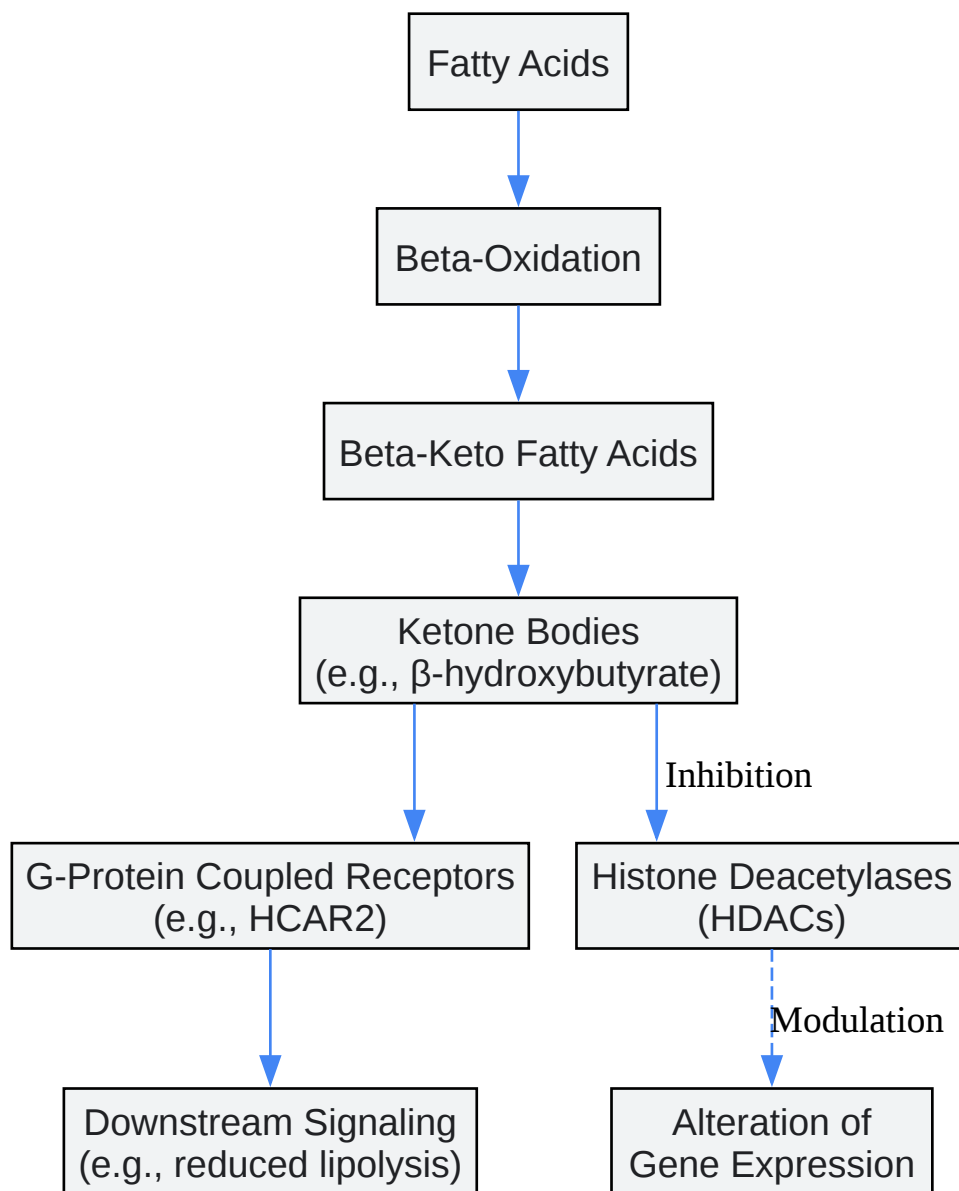 Fatty Acids
Beta-Oxidation
Beta-Keto Fatty Acids
Ketone Bodies
(e.g., β-hydroxybutyrate)
Inhibition
G-Protein Coupled Receptors
(e.g., HCAR2)
Histone Deacetylases
(HDACs)
Modulation
Downstream Signaling
(e.g., reduced lipolysis)
Alteration of
Gene Expression